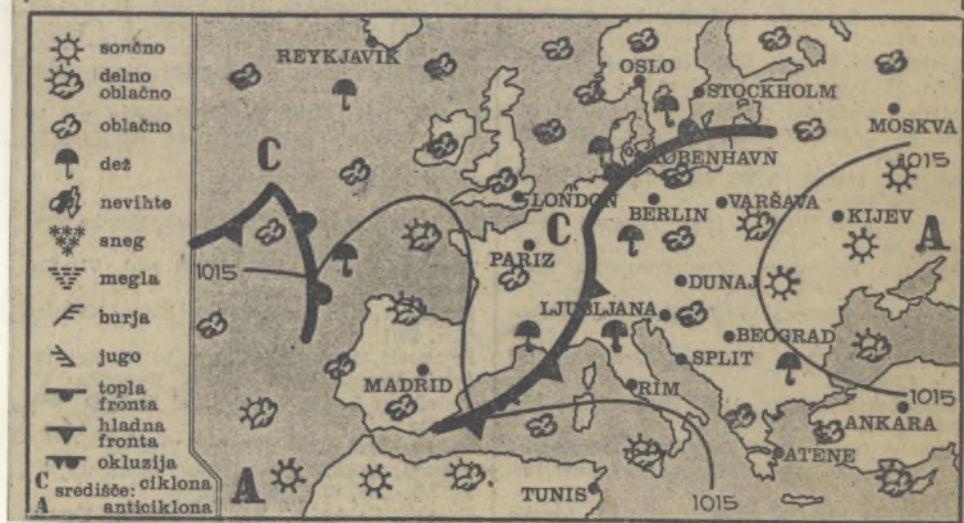 sončno
delno
oblačno
oblačno
dež
nevihte
sneg
megla
burja
jugo
topla
fronta
hladna
fronta
okluzija
C središče: ciklona
A anticiklona
REYKJAVIK
OSLO
STOCKHOLM
MOSKVA
C
KØBENHAVN
1015
LONDON
BERLIN
VARŠAVA
KIJEV
C
A
PARIZ
1015
DUNAJ
LJUBLJANA
BEOGRAD
SPLIT
MADRID
RIM
1015
ANKARA
ATENE
A
TUNIS
1015